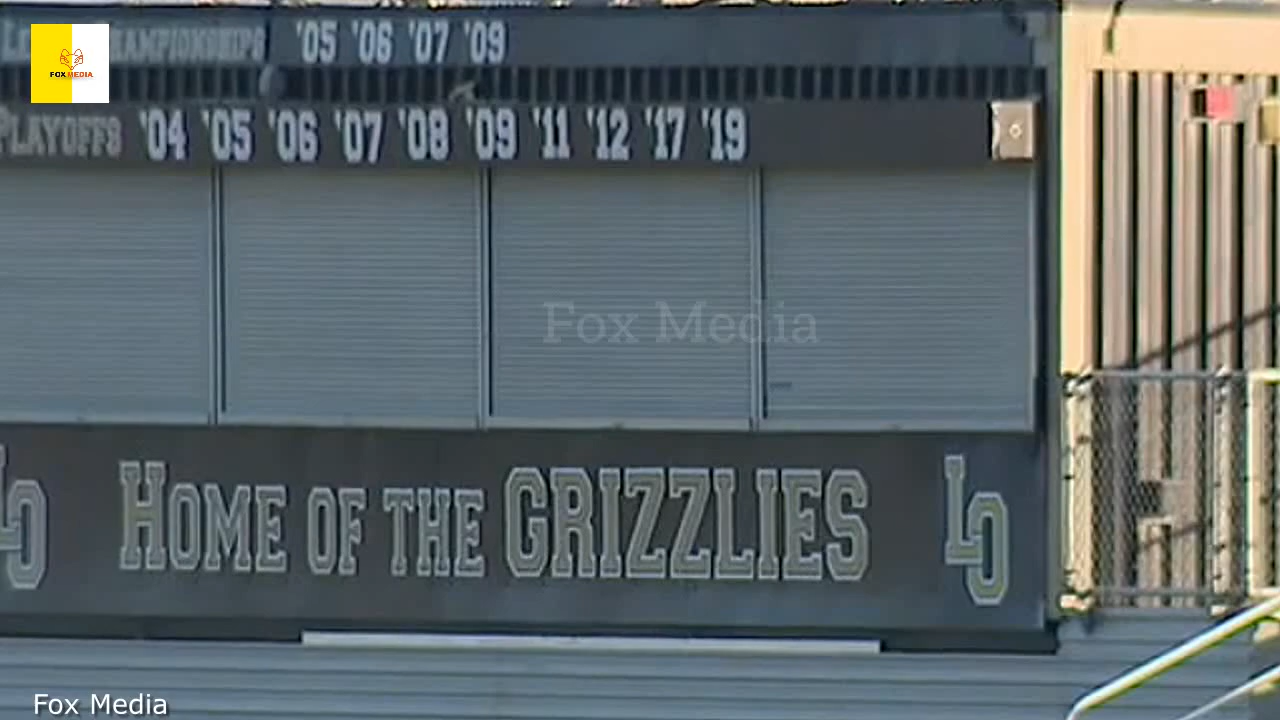 CHAMPIONSHIPS '05 '06 '07 '09
FOX MEDIA
PLAYOFFS '04 '05 '06 '07 '08 '09 '11 '12 '17 '19
Fox Media
LO HOME OF THE GRIZZLIES LO
Fox Media